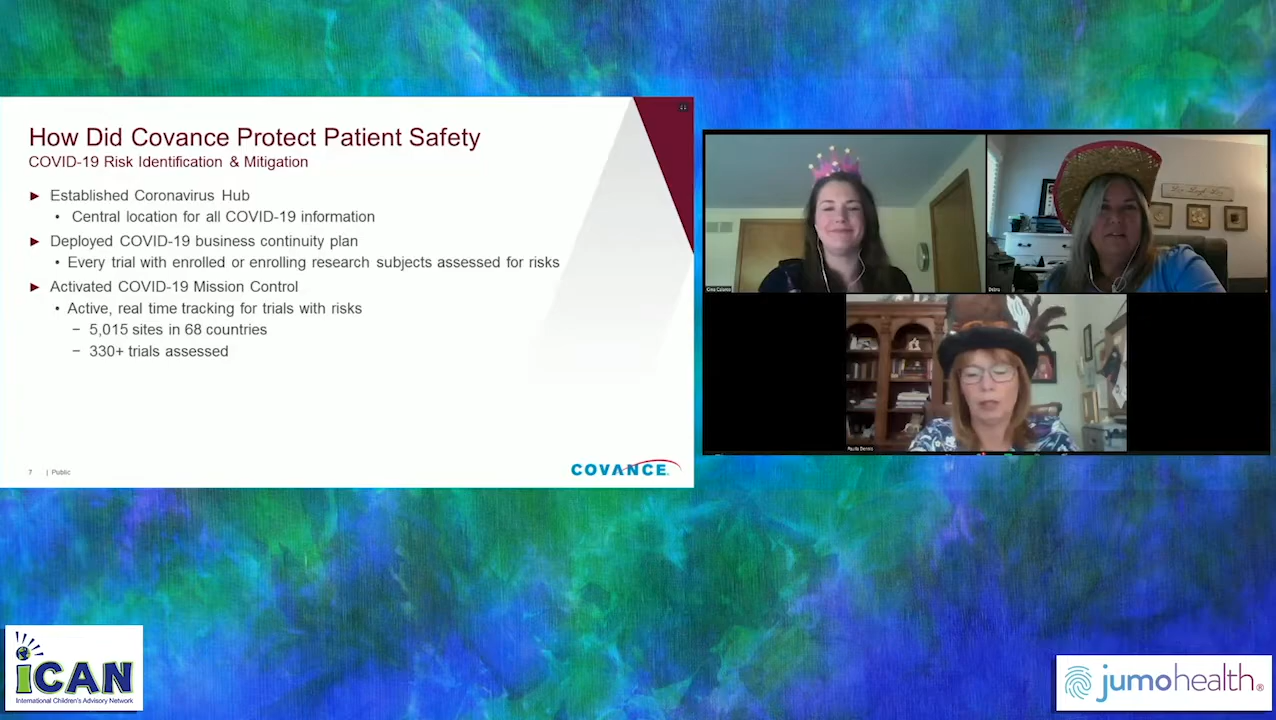 How Did Covance Protect Patient Safety
COVID-19 Risk Identification & Mitigation
► Established Coronavirus Hub
• Central location for all COVID-19 information
► Deployed COVID-19 business continuity plan
• Every trial with enrolled or enrolling research subjects assessed for risks
► Activated COVID-19 Mission Control
• Active, real time tracking for trials with risks
− 5,015 sites in 68 countries
− 330+ trials assessed
7 | Public
COVANCE
Debra
iCAN
International Children's Advisory Network
jumohealth®